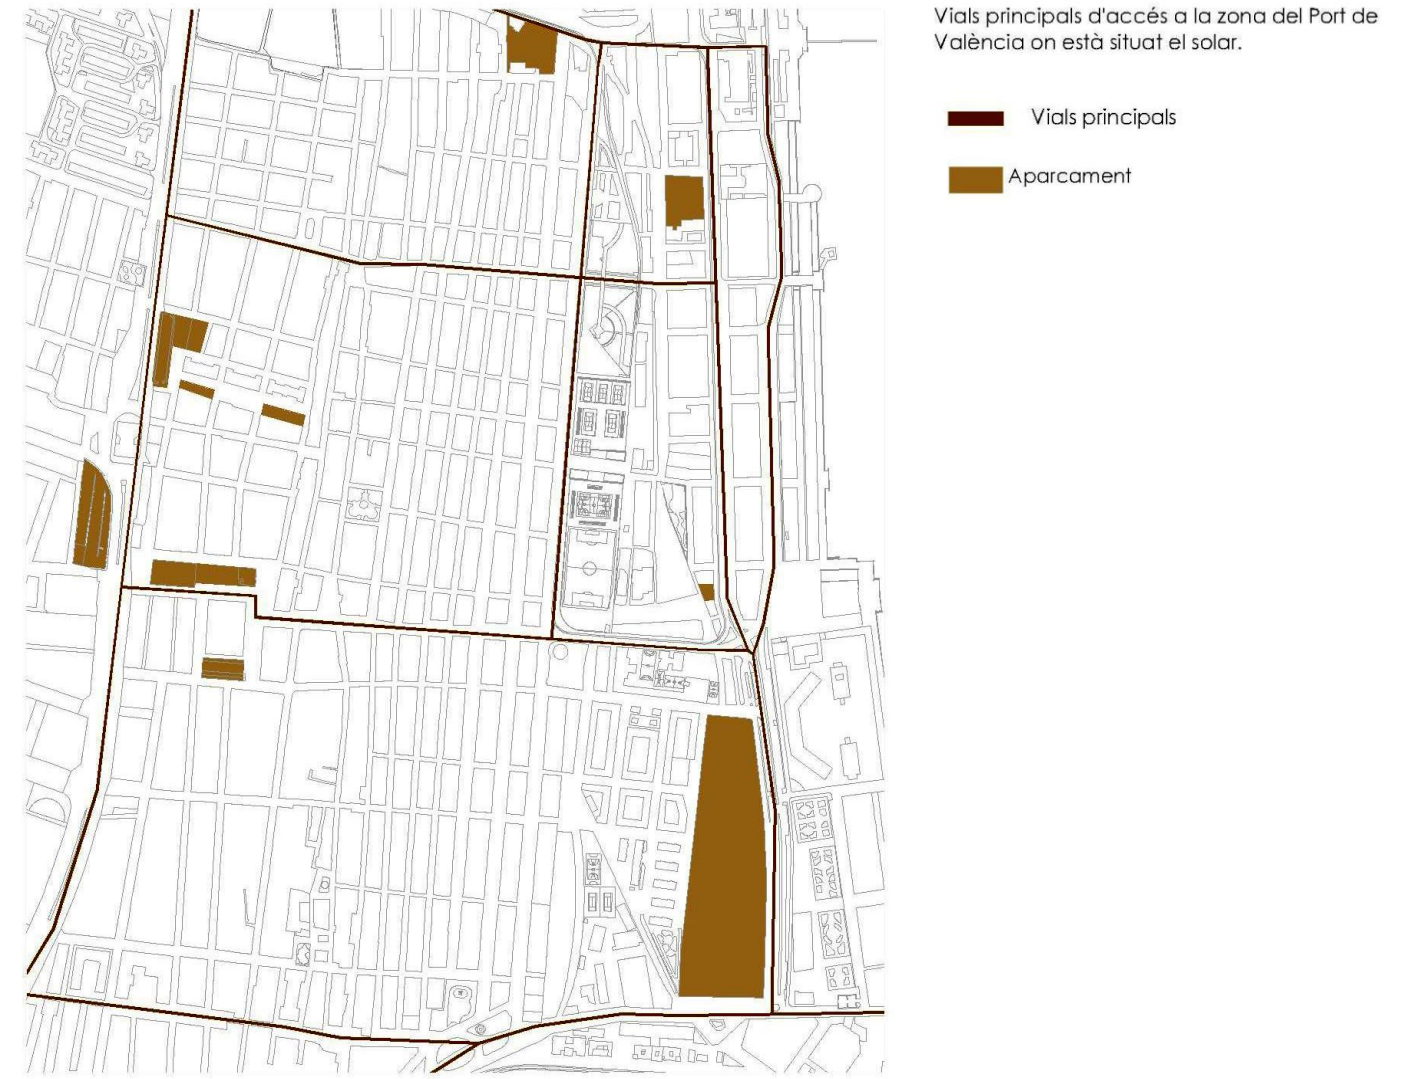 Vials principals d'accés a la zona del Port de
València on està situat el solar.
Vials principals
Aparcament